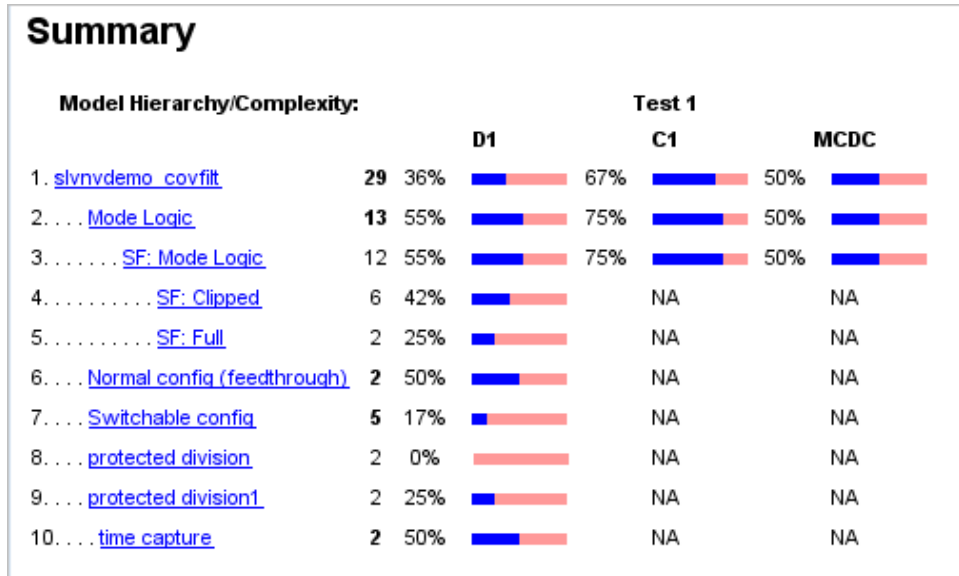 Summary
Model Hierarchy/Complexity: Test 1
D1 C1 MCDC
1. slvnvdemo_covfilt 29 36% 67% 50%
2. . . . Mode Logic 13 55% 75% 50%
3. . . . . . . SF: Mode Logic 12 55% 75% 50%
4. . . . . . . . . . SF: Clipped 6 42% NA NA
5. . . . . . . . . . SF: Full 2 25% NA NA
6. . . . Normal config (feedthrough) 2 50% NA NA
7. . . . Switchable config 5 17% NA NA
8. . . . protected division 2 0% NA NA
9. . . . protected division1 2 25% NA NA
10. . . . time capture 2 50% NA NA